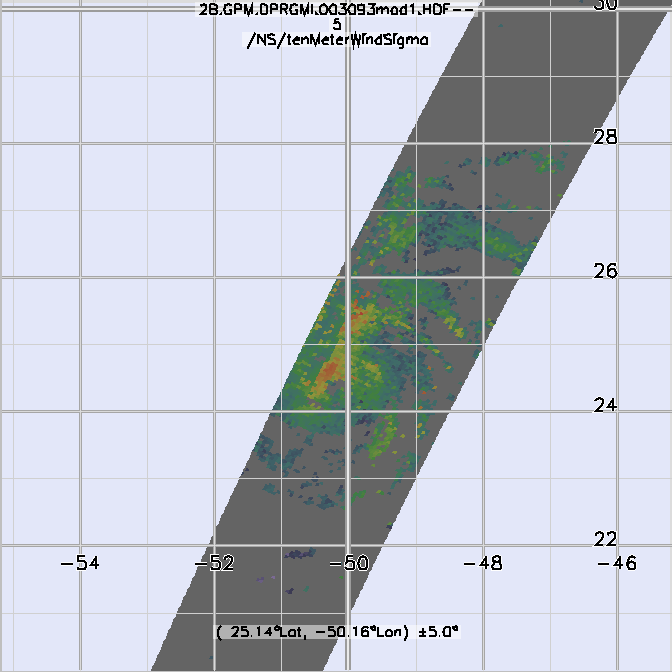 2B.GPM.DPRGMI.003093mod1.HDF--
5
/NS/tenMeterWindSigma
30
28
26
24
22
-54 -52 -50 -48 -46
( 25.14°Lat, -50.16°Lon) ±5.0°